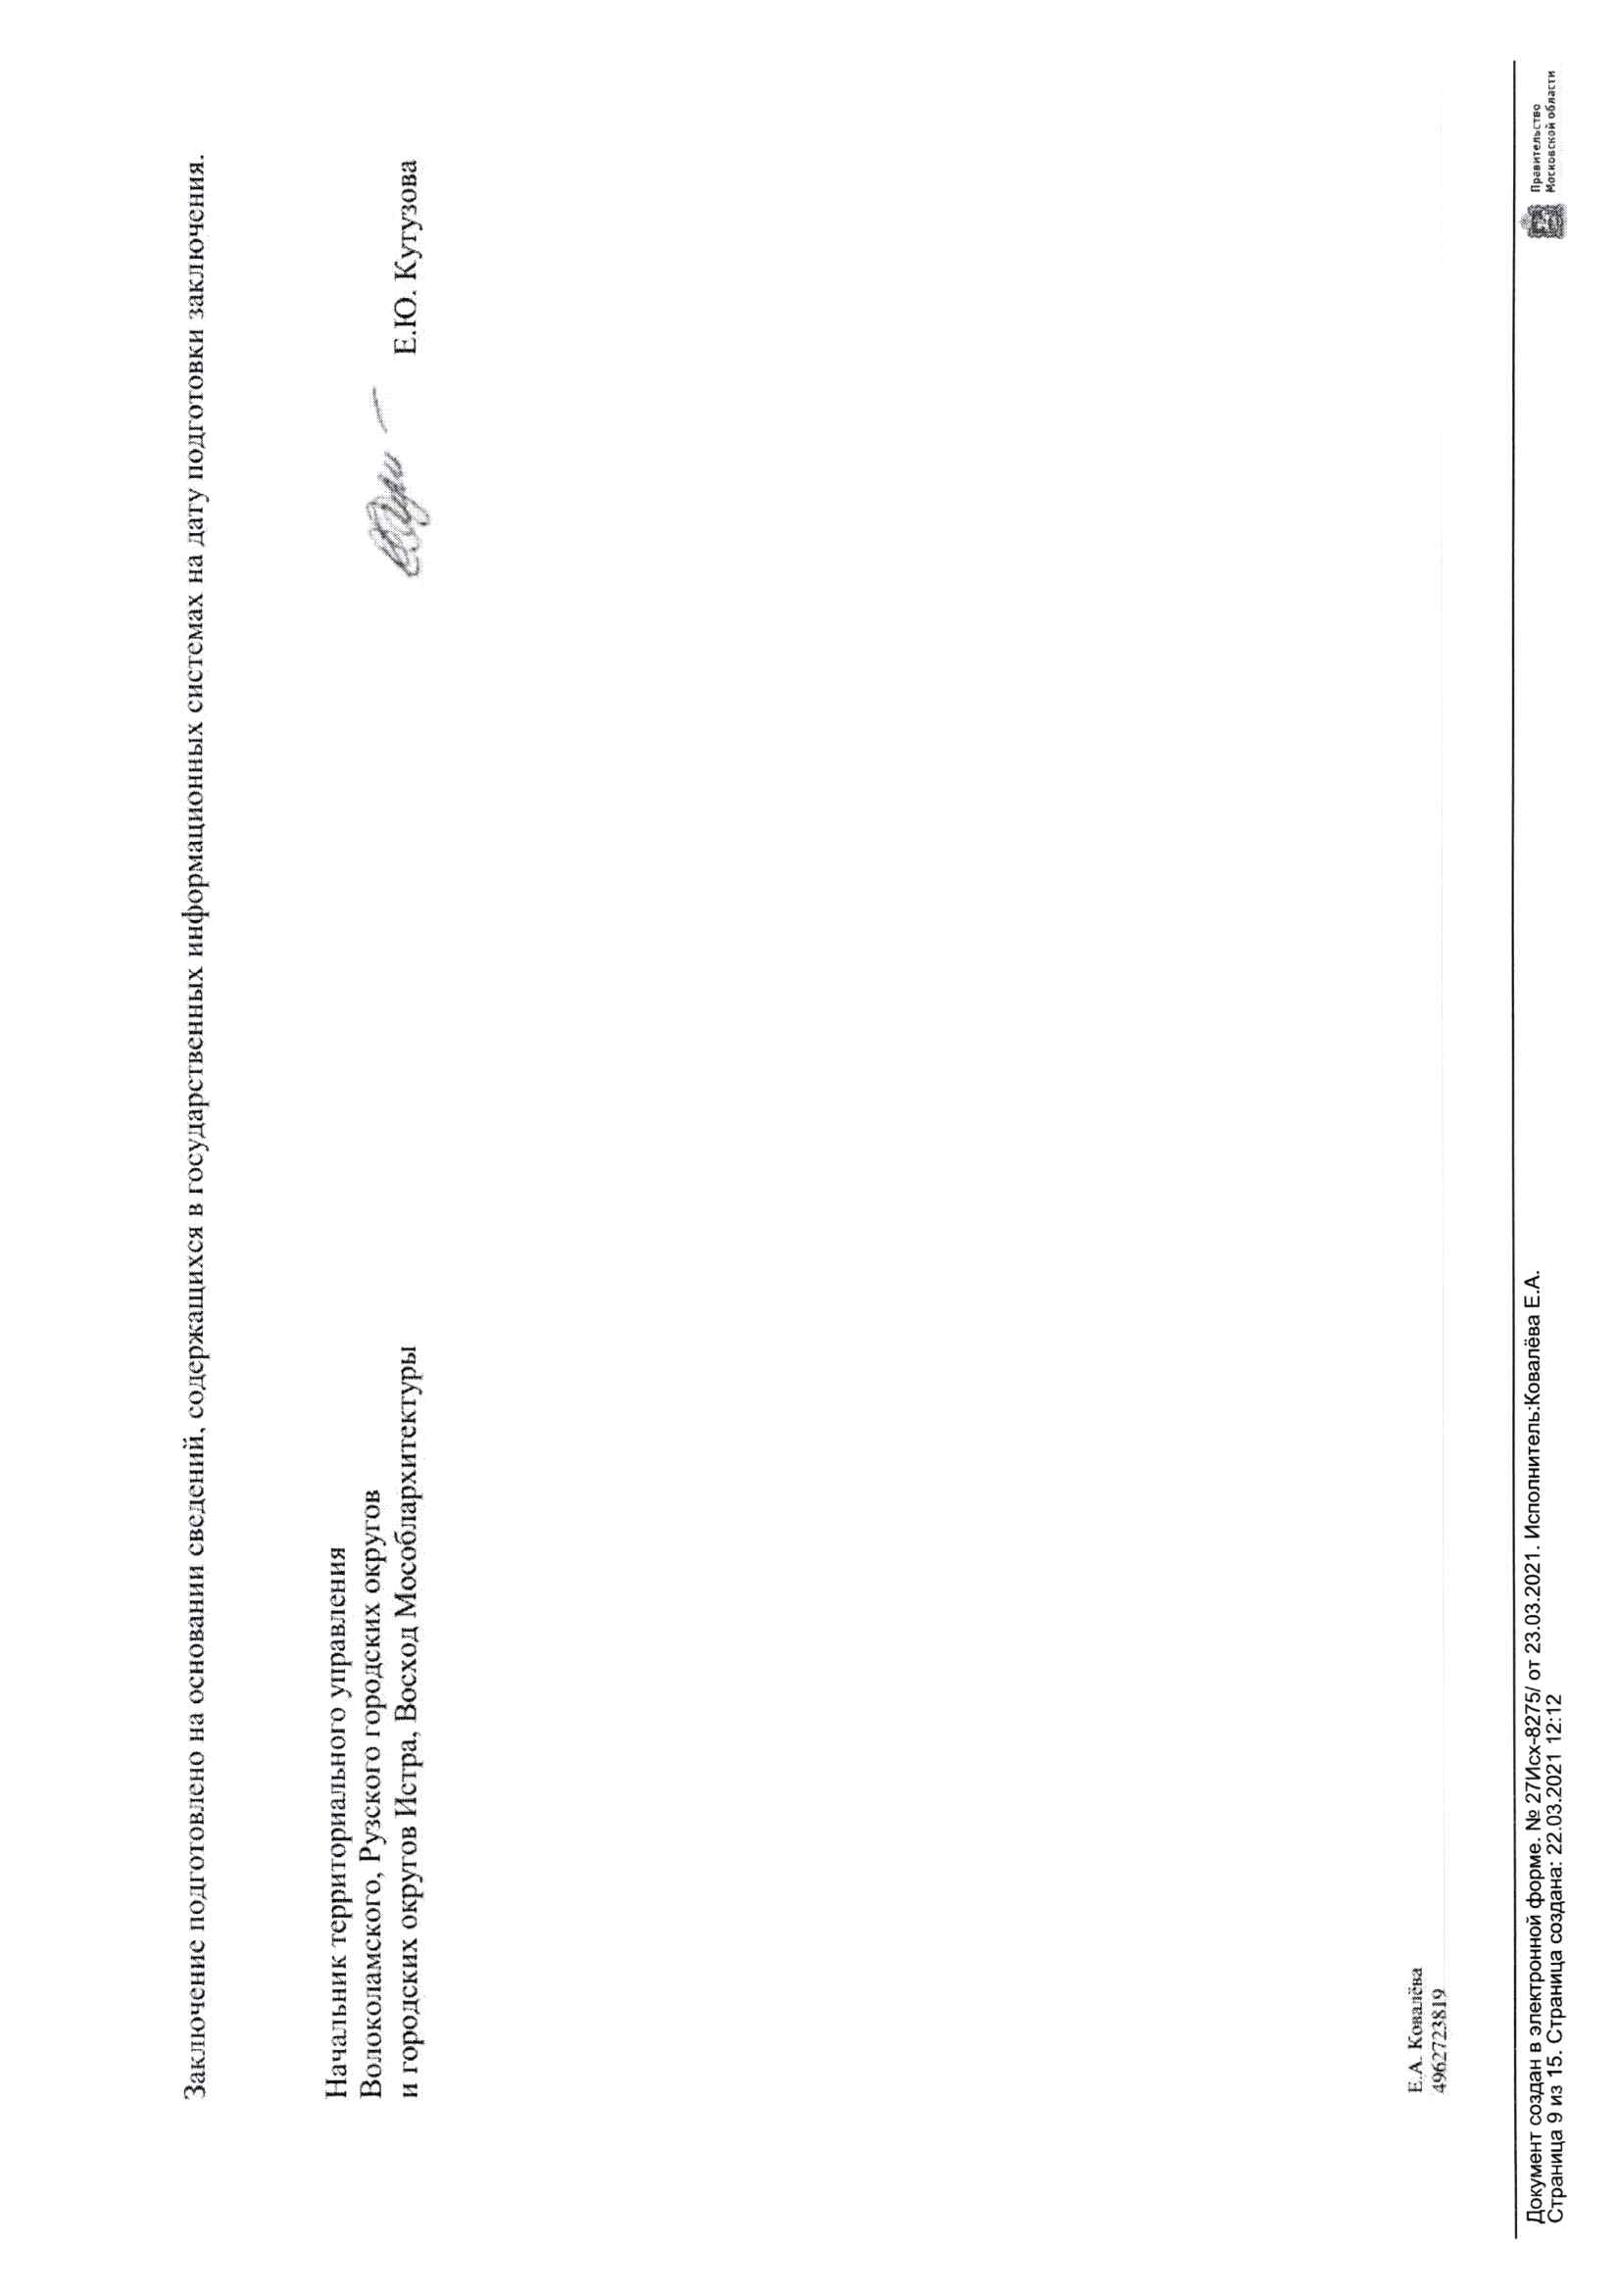 Заключение подготовлено на основании сведений, содержащихся в государственных информационных системах на дату подготовки заключения.
Начальник территориального управления
Волоколамского, Рузского городских округов
и городских округов Истра, Восход Мособлархитектуры
Е.Ю. Кутузова
Е.А. Ковалёва
4962723819
Документ создан в электронной форме. № 27Исх-8275/ от 23.03.2021. Исполнитель:Ковалёва Е.А.
Страница 9 из 15. Страница создана: 22.03.2021 12:12
Правительство
Московской области